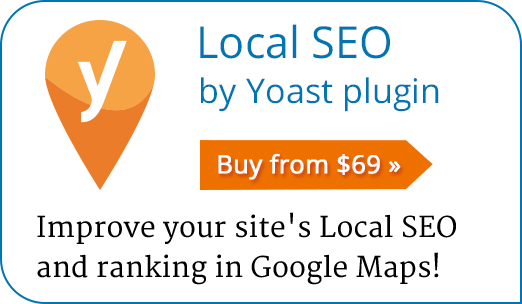 y
Local SEO
by Yoast plugin
Buy from $69 »
Improve your site's Local SEO
and ranking in Google Maps!